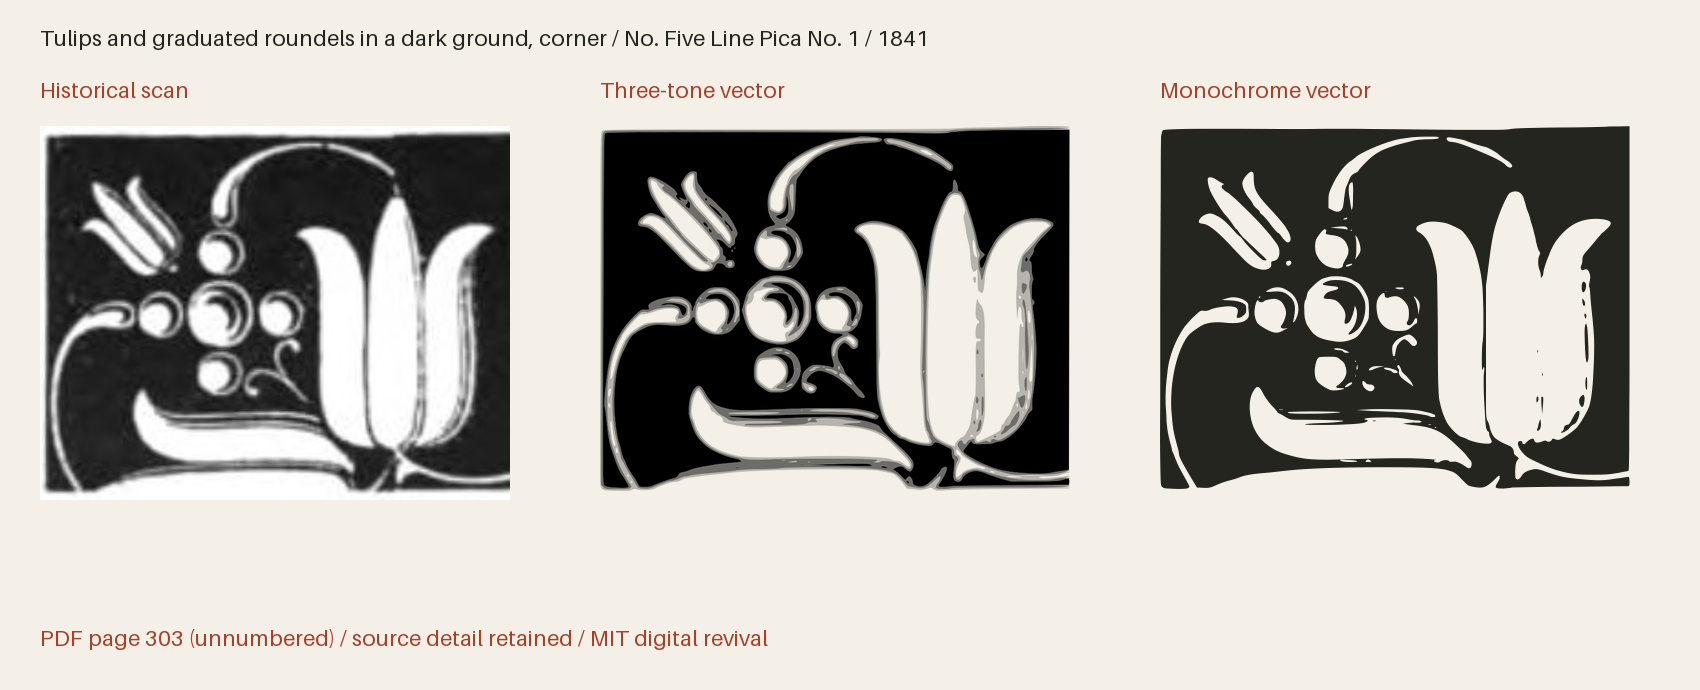 Tulips and graduated roundels in a dark ground, corner / No. Five Line Pica No. 1 / 1841
Historical scan
Three-tone vector
Monochrome vector
PDF page 303 (unnumbered) / source detail retained / MIT digital revival